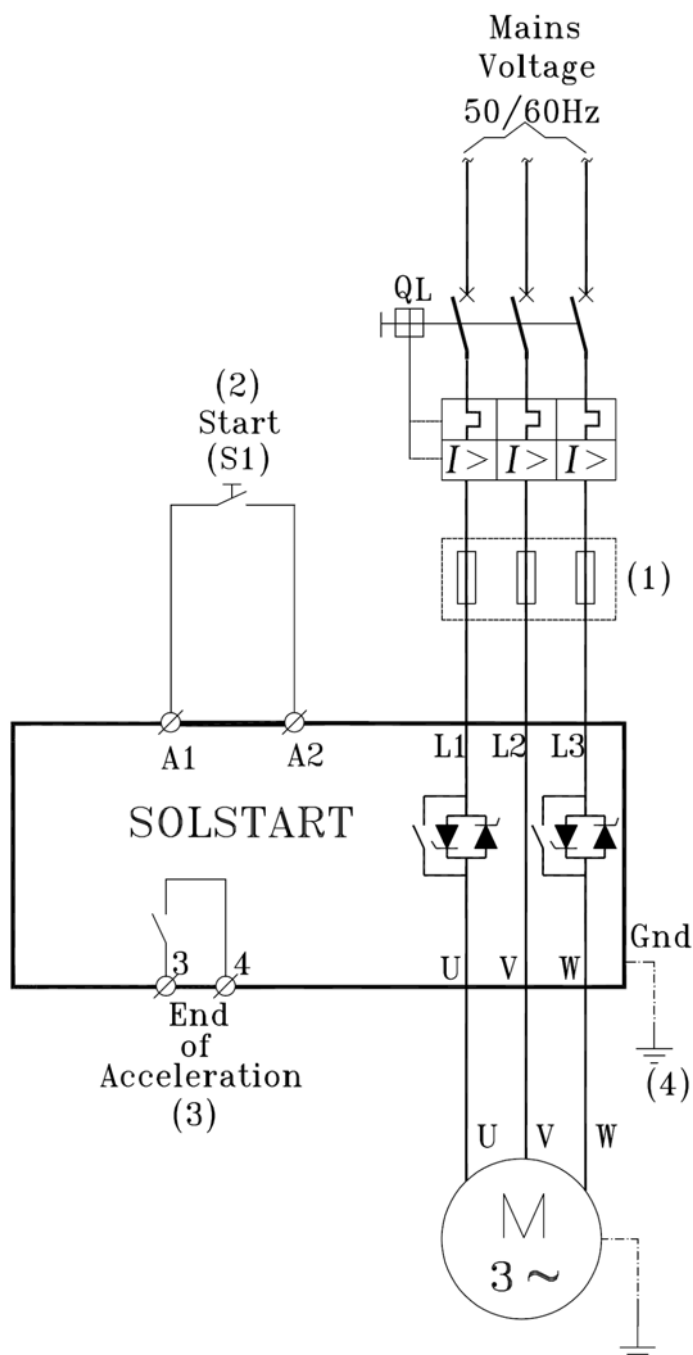 Mains
Voltage
50/60Hz
QL
(2)
Start
(S1)
I> I> I>
(1)
A1 A2 L1 L2 L3
SOLSTART
Gnd
3 4 U V W
End
of
Acceleration
(3)
(4)
U V W
M
3~